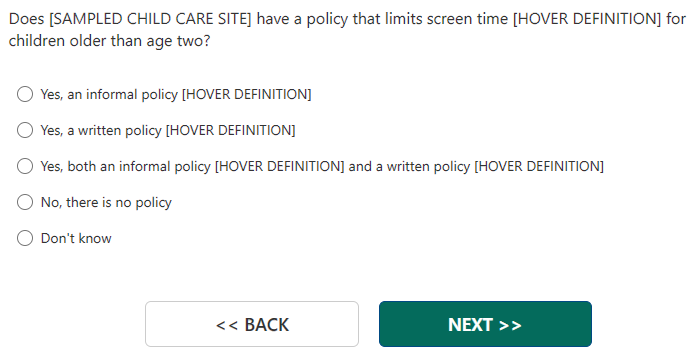 Does [SAMPLED CHILD CARE SITE] have a policy that limits screen time [HOVER DEFINITION] for
children older than age two?
Yes, an informal policy [HOVER DEFINITION]
Yes, a written policy [HOVER DEFINITION]
Yes, both an informal policy [HOVER DEFINITION] and a written policy [HOVER DEFINITION]
No, there is no policy
Don't know
<< BACK
NEXT >>